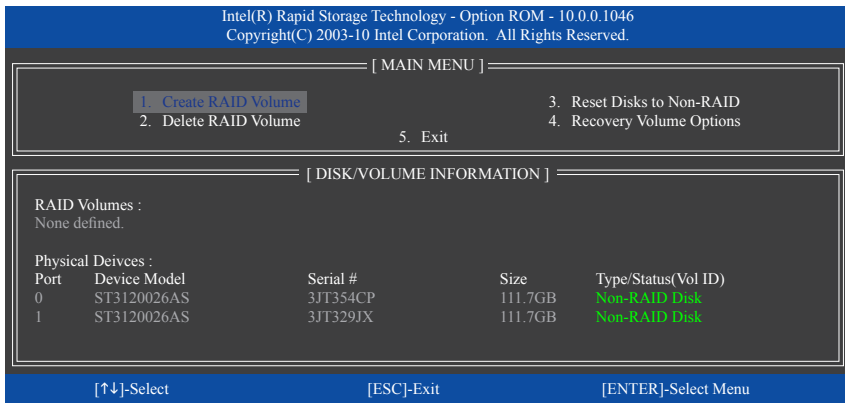 Intel(R) Rapid Storage Technology - Option ROM - 10.0.0.1046
Copyright(C) 2003-10 Intel Corporation.  All Rights Reserved.
[ MAIN MENU ]
1.  Create RAID Volume    3.  Reset Disks to Non-RAID
2.  Delete RAID Volume    4.  Recovery Volume Options
5.  Exit
[ DISK/VOLUME INFORMATION ]
RAID Volumes :
None defined.
Physical Deivces :
Port    Device Model    Serial #    Size    Type/Status(Vol ID)
0    ST3120026AS    3JT354CP    111.7GB    Non-RAID Disk
1    ST3120026AS    3JT329JX    111.7GB    Non-RAID Disk
[↑↓]-Select    [ESC]-Exit    [ENTER]-Select Menu